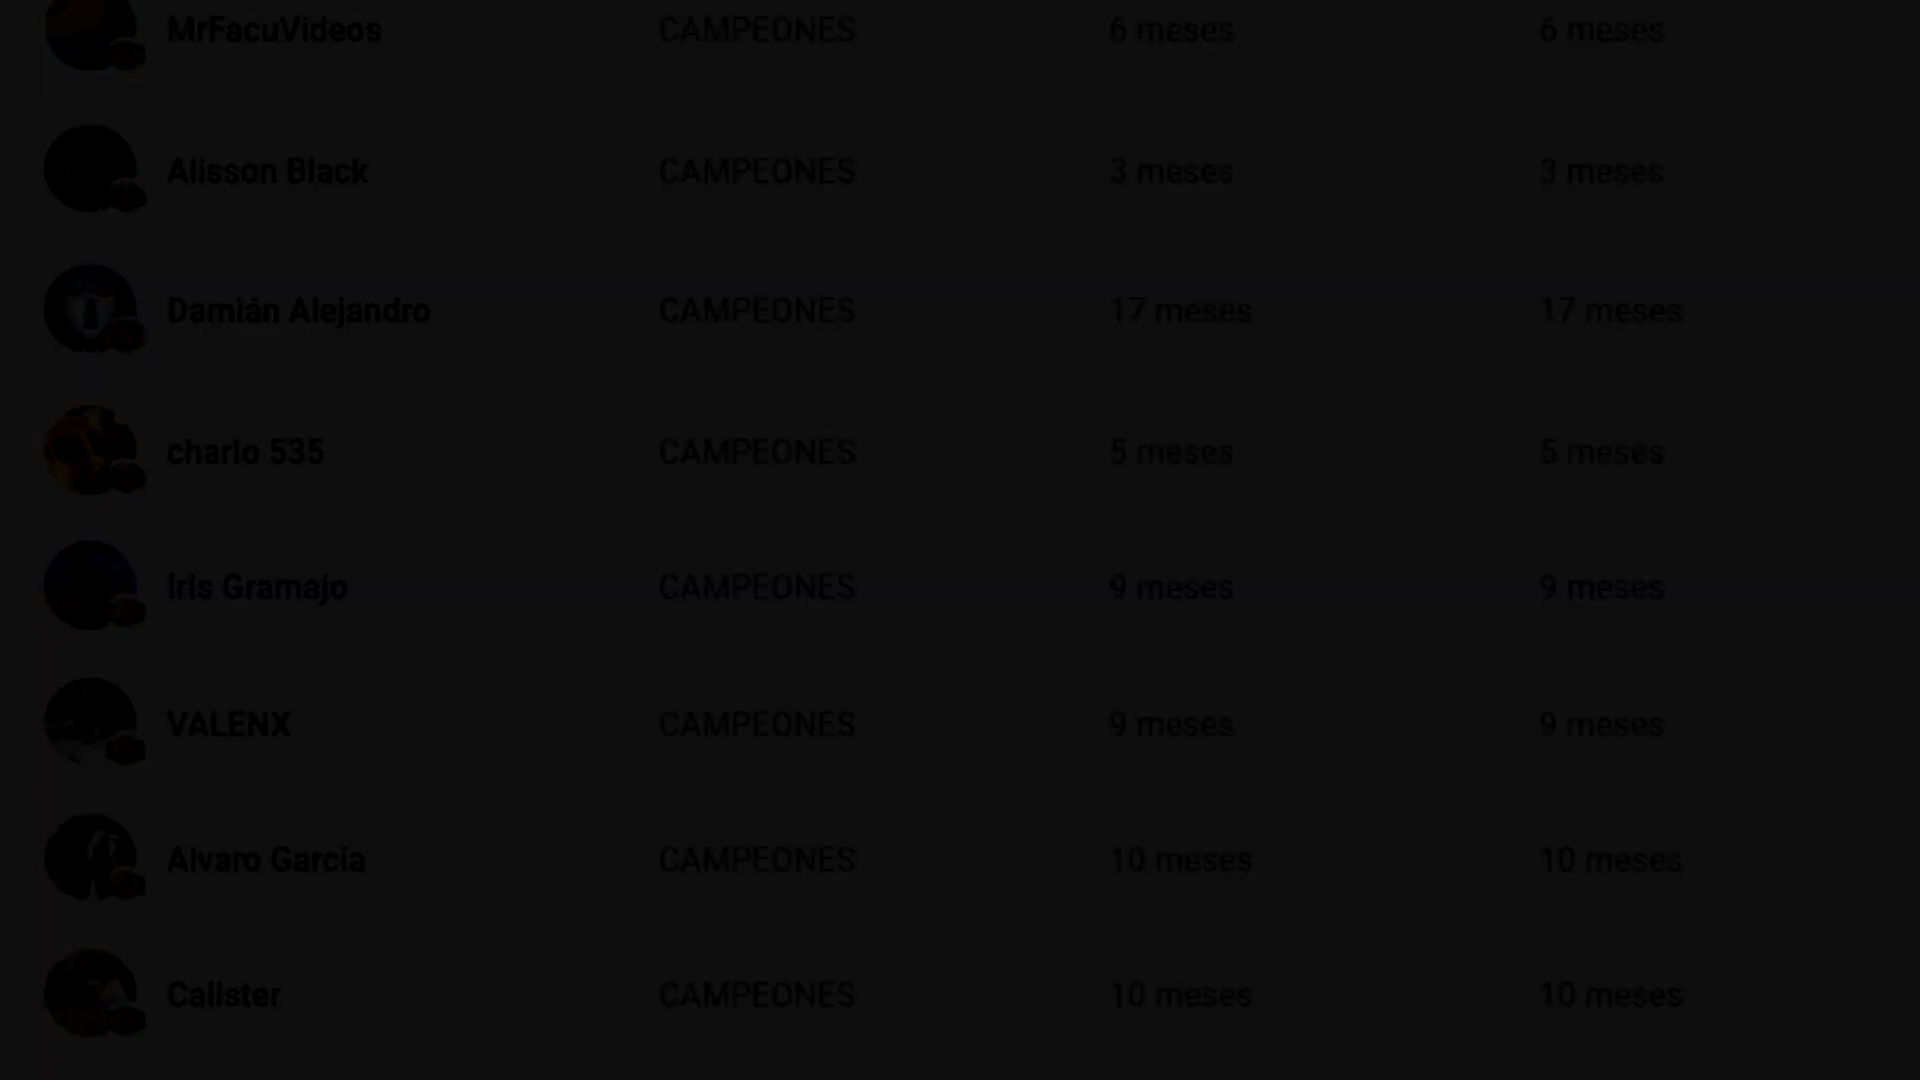 MrFacuVideos CAMPEONES 6 meses 6 meses
Alisson Black CAMPEONES 3 meses 3 meses
Damián Alejandro CAMPEONES 17 meses 17 meses
charlo 535 CAMPEONES 5 meses 5 meses
Iris Gramajo CAMPEONES 9 meses 9 meses
VALENX CAMPEONES 9 meses 9 meses
Alvaro García CAMPEONES 10 meses 10 meses
Calister CAMPEONES 10 meses 10 meses